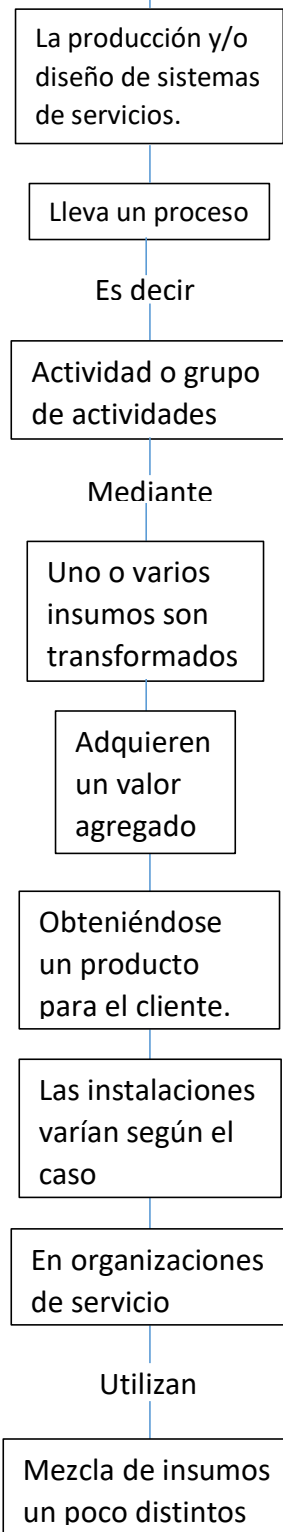 La producción y/o
diseño de sistemas
de servicios.
Lleva un proceso
Es decir
Actividad o grupo
de actividades
Mediante
Uno o varios
insumos son
transformados
Adquieren
un valor
agregado
Obteniéndose
un producto
para el cliente.
Las instalaciones
varían según el
caso
En organizaciones
de servicio
Utilizan
Mezcla de insumos
un poco distintos